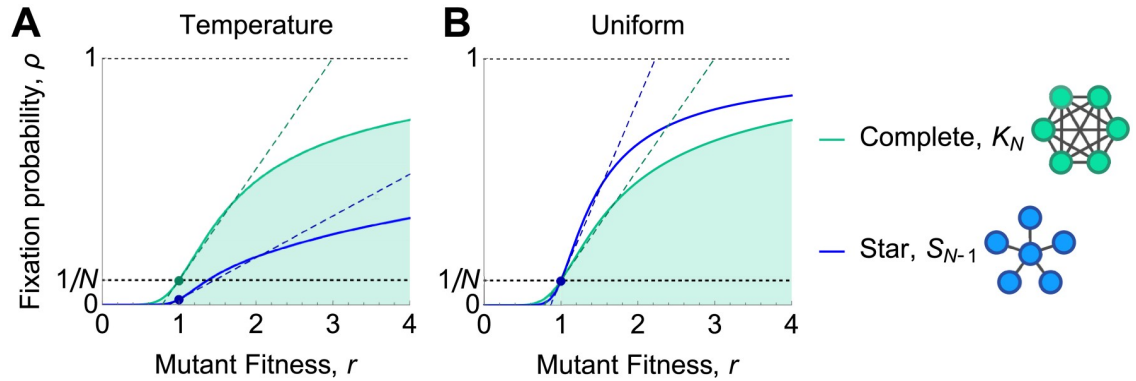 A Temperature
Fixation probability, ρ
1
1/N
0
0 1 2 3 4
Mutant Fitness, r
B Uniform
1
1/N
0
0 1 2 3 4
Mutant Fitness, r
Complete, K_N
Star, S_N-1